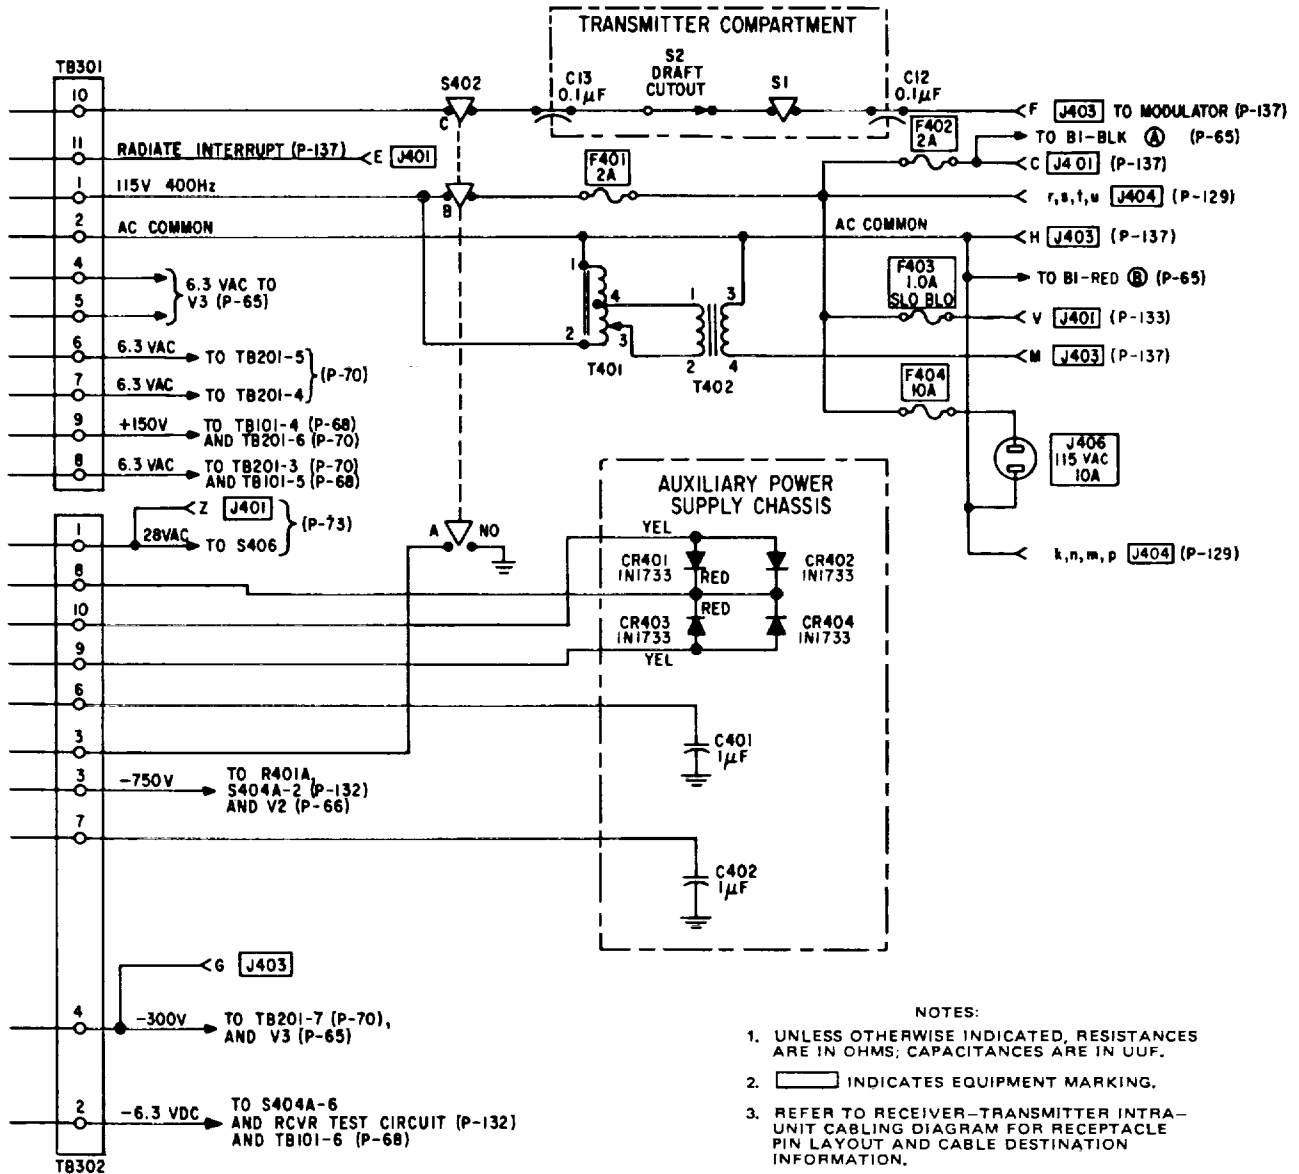 TRANSMITTER COMPARTMENT
TB301
10
S402
C
C13
0.1µF
S2
DRAFT
CUTOUT
S1
C12
0.1µF
F J403 TO MODULATOR (P-137)
F402
2A
TO B1-BLK A (P-65)
C J401 (P-137)
11
RADIATE INTERRUPT (P-137)
E J401
1
115V 400Hz
B
F401
2A
r,s,t,u J404 (P-129)
2
AC COMMON
AC COMMON
H J403 (P-137)
4
5
6.3 VAC TO
V3 (P-65)
1
4
2
3
T401
1
3
2
4
T402
TO B1-RED B (P-65)
F403
1.0A
SLO BLO
V J401 (P-133)
M J403 (P-137)
6
6.3 VAC
TO TB201-5
7
6.3 VAC
TO TB201-4
(P-70)
F404
10A
9
+150V
TO TB101-4 (P-68)
AND TB201-6 (P-70)
J406
115 VAC
10A
8
6.3 VAC
TO TB201-3 (P-70)
AND TB101-5 (P-68)
k,n,m,p J404 (P-129)
Z J401
1
28VAC
TO S406
(P-73)
A
NO
AUXILIARY POWER
SUPPLY CHASSIS
YEL
CR401
1N1733
RED
CR402
1N1733
RED
CR403
1N1733
CR404
1N1733
YEL
8
10
9
6
3
C401
1µF
3
-750V
TO R401A,
S404A-2 (P-132)
AND V2 (P-66)
7
C402
1µF
G J403
4
-300V
TO TB201-7 (P-70),
AND V3 (P-65)
2
-6.3 VDC
TO S404A-6
AND RCVR TEST CIRCUIT (P-132)
AND TB101-6 (P-68)
TB302
NOTES:
1. UNLESS OTHERWISE INDICATED, RESISTANCES
ARE IN OHMS; CAPACITANCES ARE IN UUF.
2. INDICATES EQUIPMENT MARKING.
3. REFER TO RECEIVER-TRANSMITTER INTRA-
UNIT CABLING DIAGRAM FOR RECEPTACLE
PIN LAYOUT AND CABLE DESTINATION
INFORMATION.